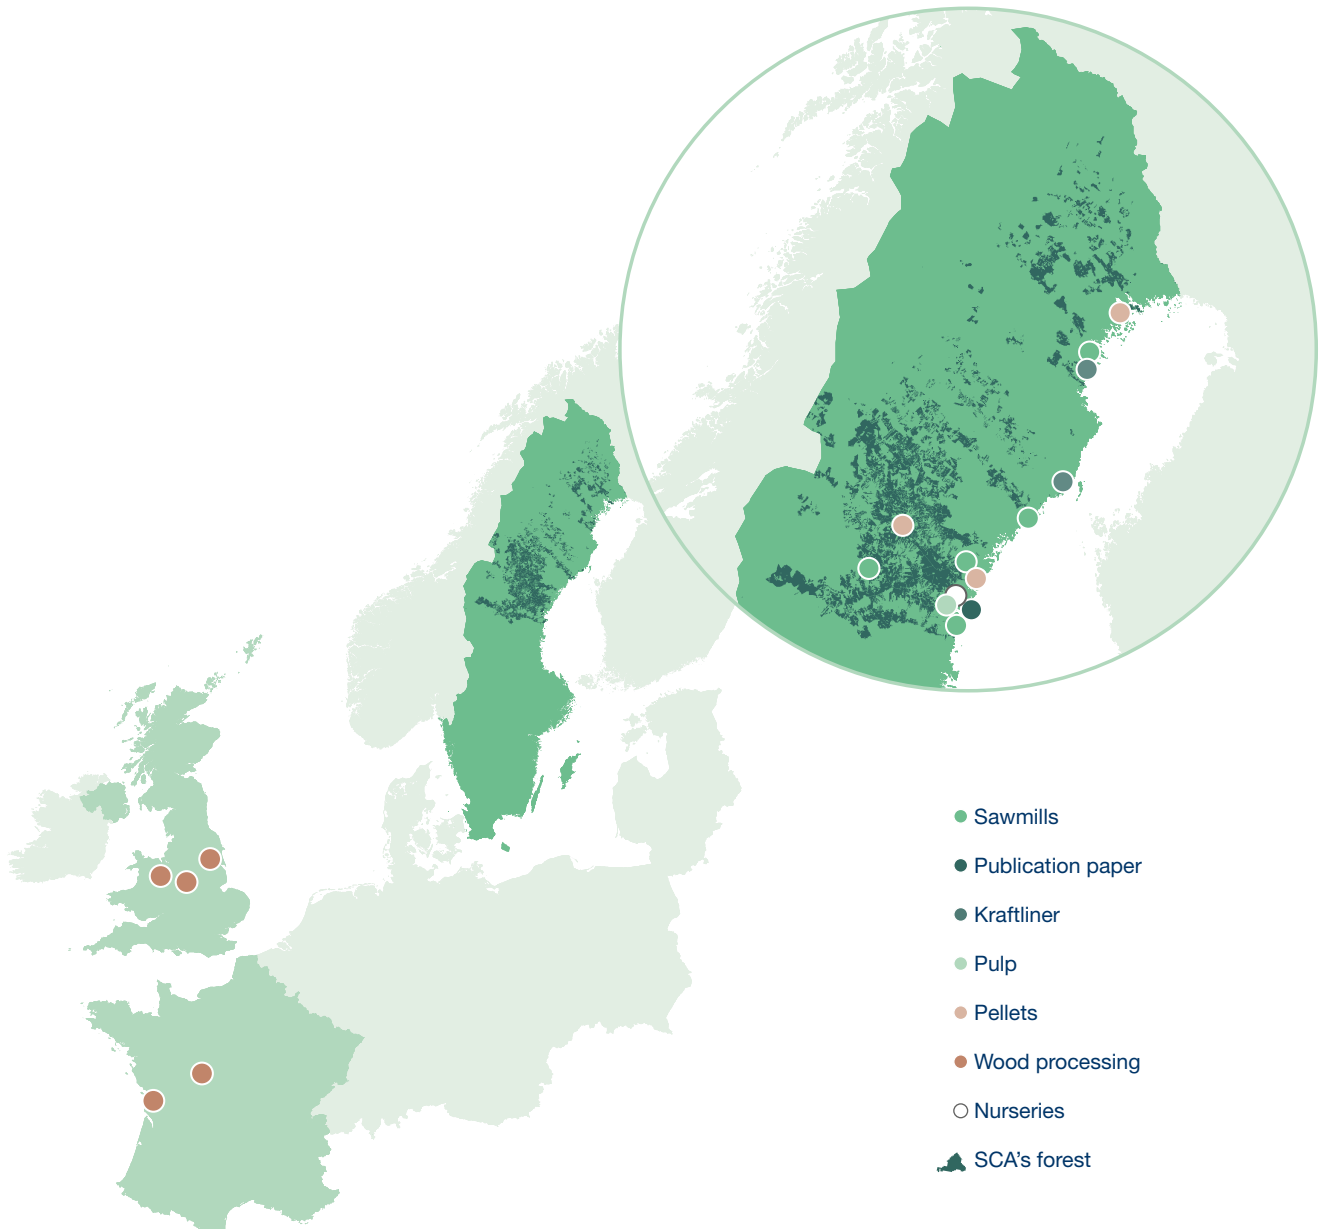 Sawmills
Publication paper
Kraftliner
Pulp
Pellets
Wood processing
Nurseries
SCA's forest